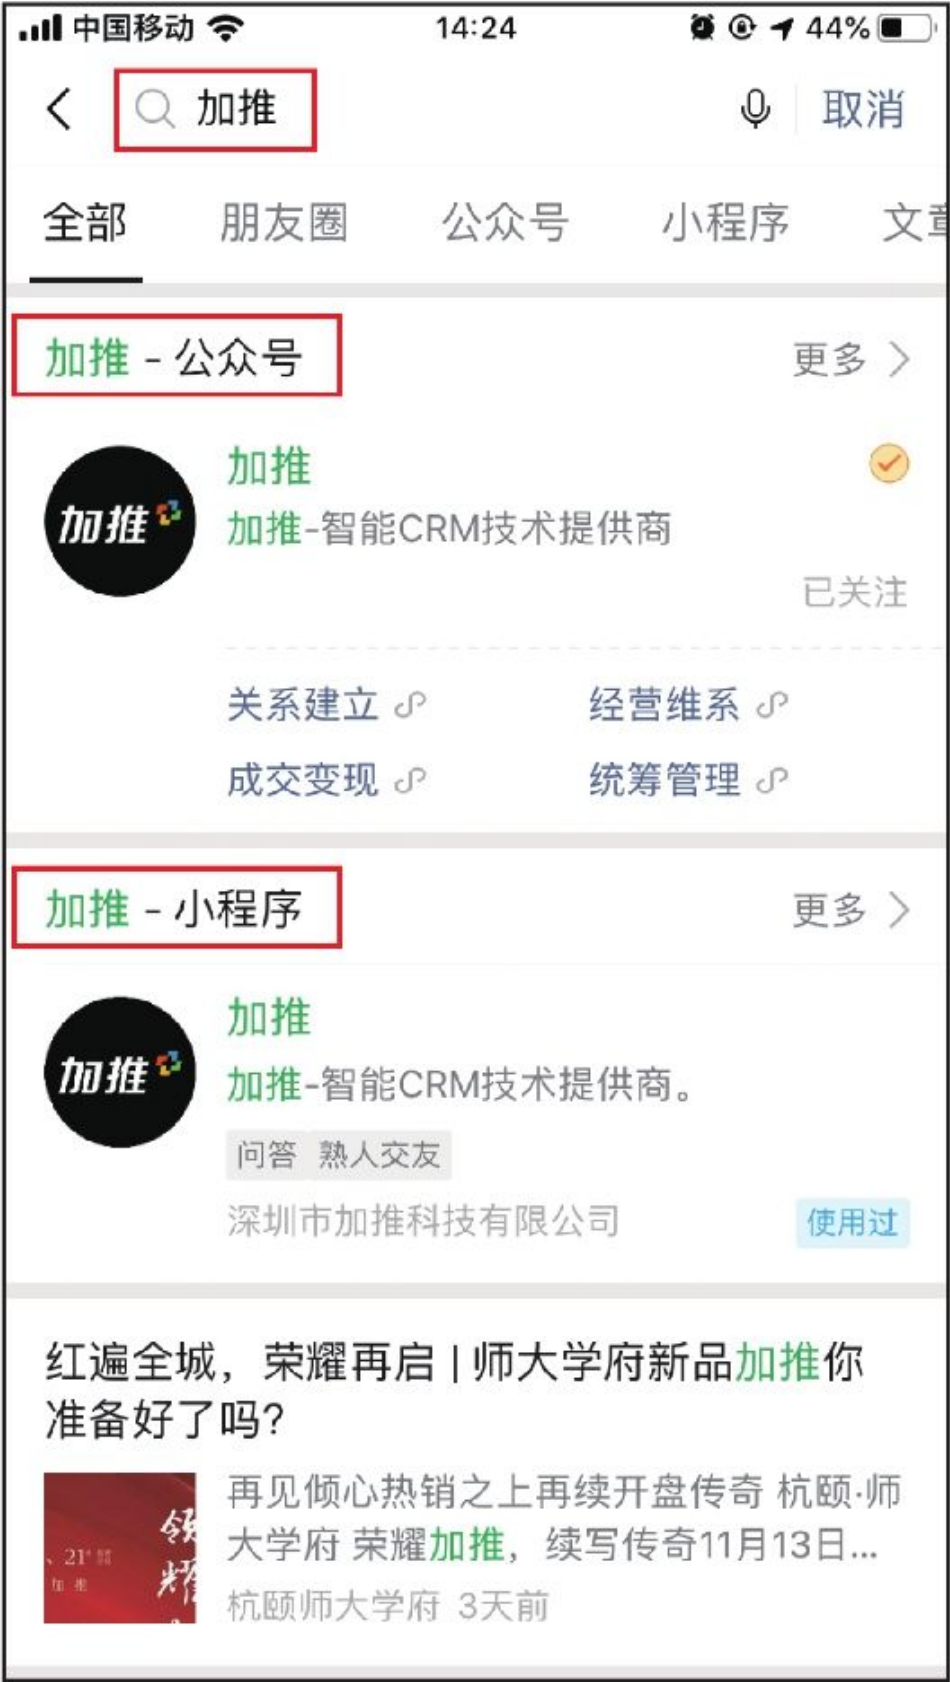 中国移动 14:24 44%
加推 取消
全部 朋友圈 公众号 小程序 文章
加推 - 公众号 更多
加推
加推
加推-智能CRM技术提供商
已关注
关系建立 经营维系
成交变现 统筹管理
加推 - 小程序 更多
加推
加推
加推-智能CRM技术提供商。
问答 熟人交友
深圳市加推科技有限公司 使用过
红遍全城，荣耀再启 | 师大学府新品加推你
准备好了吗?
再见倾心热销之上再续开盘传奇 杭颐·师
大学府 荣耀加推，续写传奇11月13日...
领
耀
21
加 推
杭颐师大学府 3天前